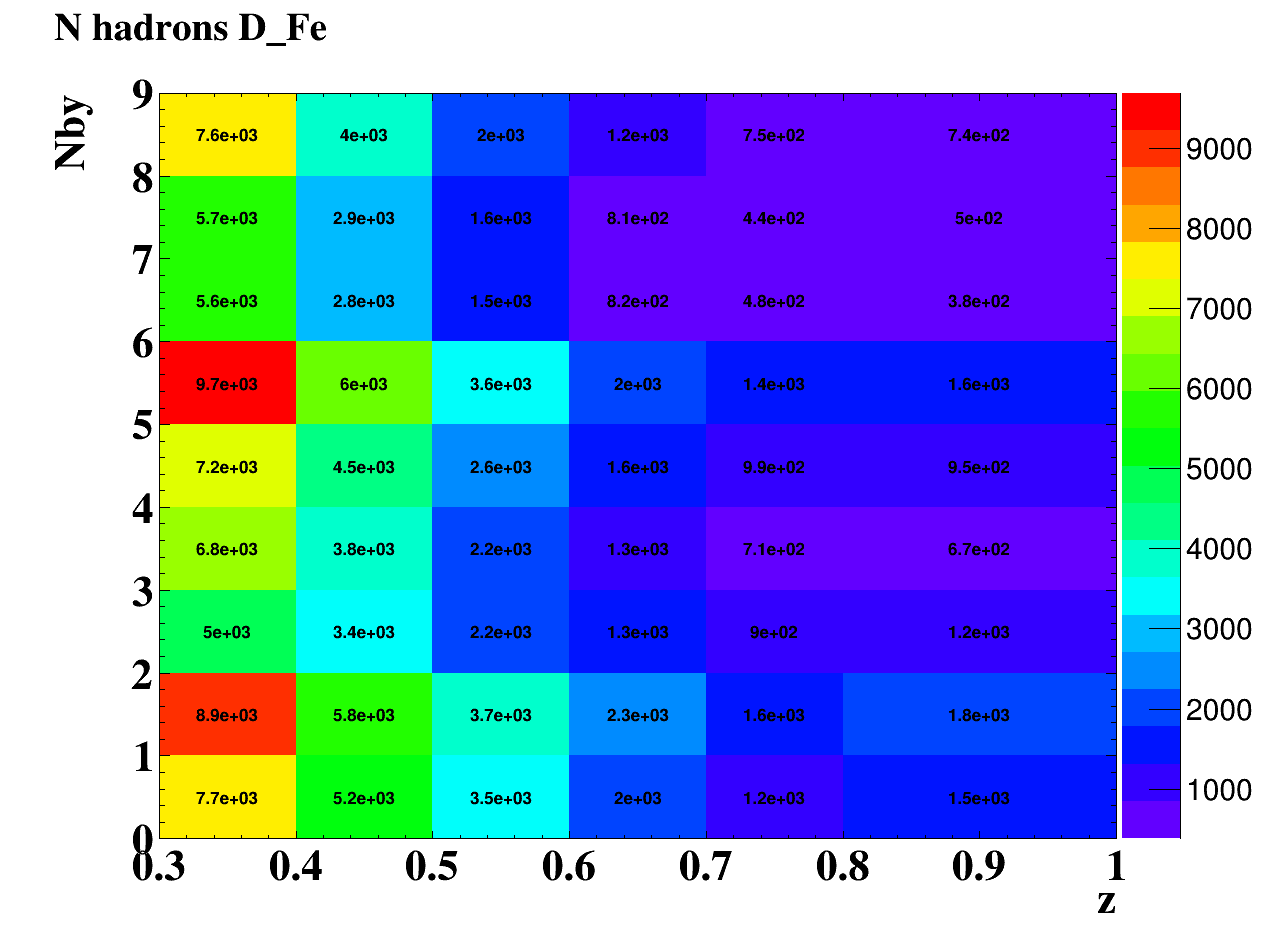 N hadrons D_Fe
Nby
9
7.6e+03 4e+03 2e+03 1.2e+03 7.5e+02 7.4e+02
9000
8
8000
5.7e+03 2.9e+03 1.6e+03 8.1e+02 4.4e+02 5e+02
7
5.6e+03 2.8e+03 1.5e+03 8.2e+02 4.8e+02 3.8e+02
7000
6
9.7e+03 6e+03 3.6e+03 2e+03 1.4e+03 1.6e+03
6000
5
7.2e+03 4.5e+03 2.6e+03 1.6e+03 9.9e+02 9.5e+02
5000
4
6.8e+03 3.8e+03 2.2e+03 1.3e+03 7.1e+02 6.7e+02
4000
3
5e+03 3.4e+03 2.2e+03 1.3e+03 9e+02 1.2e+03
3000
2
8.9e+03 5.8e+03 3.7e+03 2.3e+03 1.6e+03 1.8e+03
2000
1
7.7e+03 5.2e+03 3.5e+03 2e+03 1.2e+03 1.5e+03
1000
0
0.3 0.4 0.5 0.6 0.7 0.8 0.9 1
z